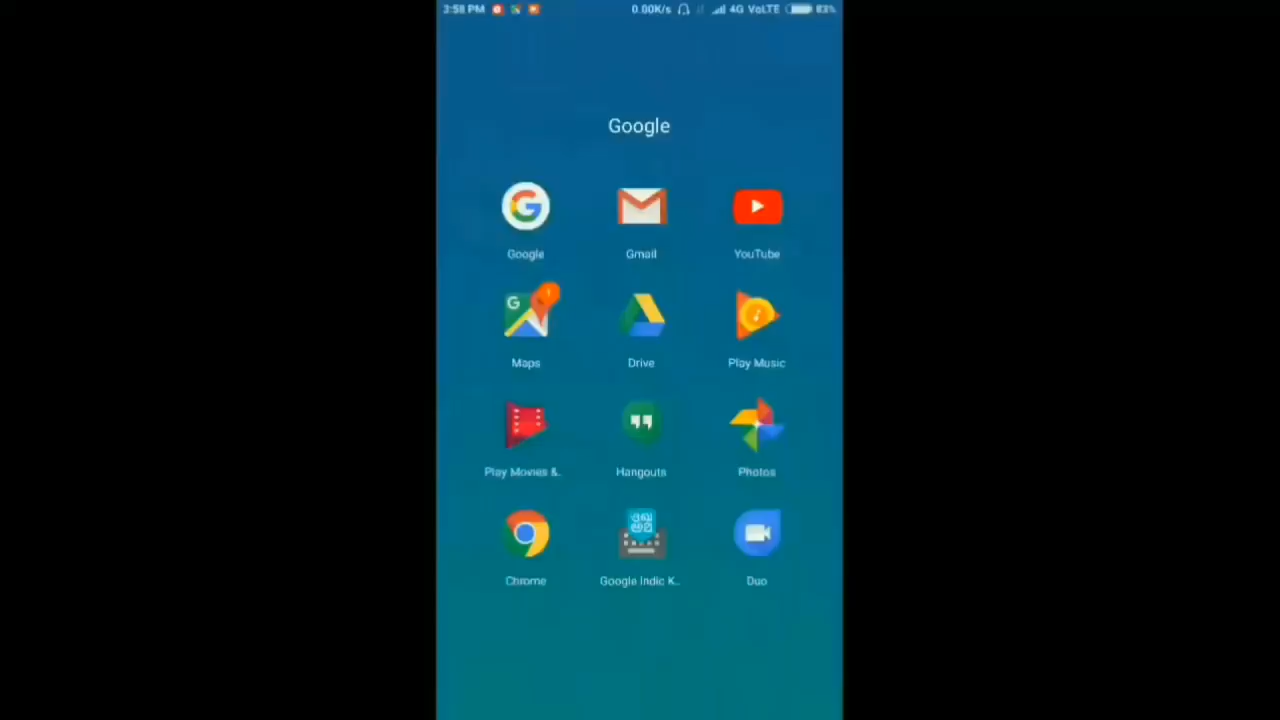 3:58 PM 0.00K/s 4G VoLTE 83%
Google
Google Gmail YouTube
Maps Drive Play Music
Play Movies &.. Hangouts Photos
Chrome Google Indic K.. Duo